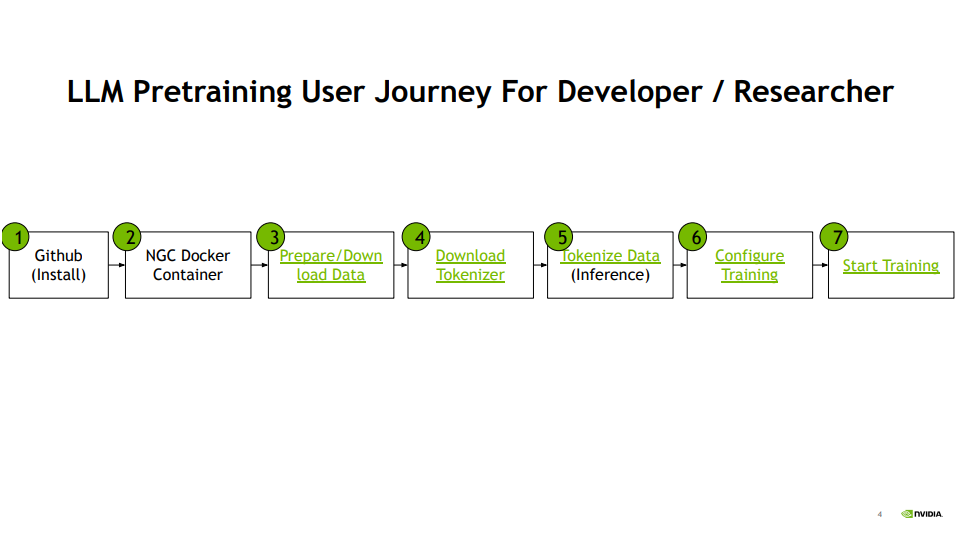 LLM Pretraining User Journey For Developer / Researcher
1
Github
(Install)
2
NGC Docker
Container
3
Prepare/Down
load Data
4
Download
Tokenizer
5
Tokenize Data
(Inference)
6
Configure
Training
7
Start Training
4
NVIDIA.